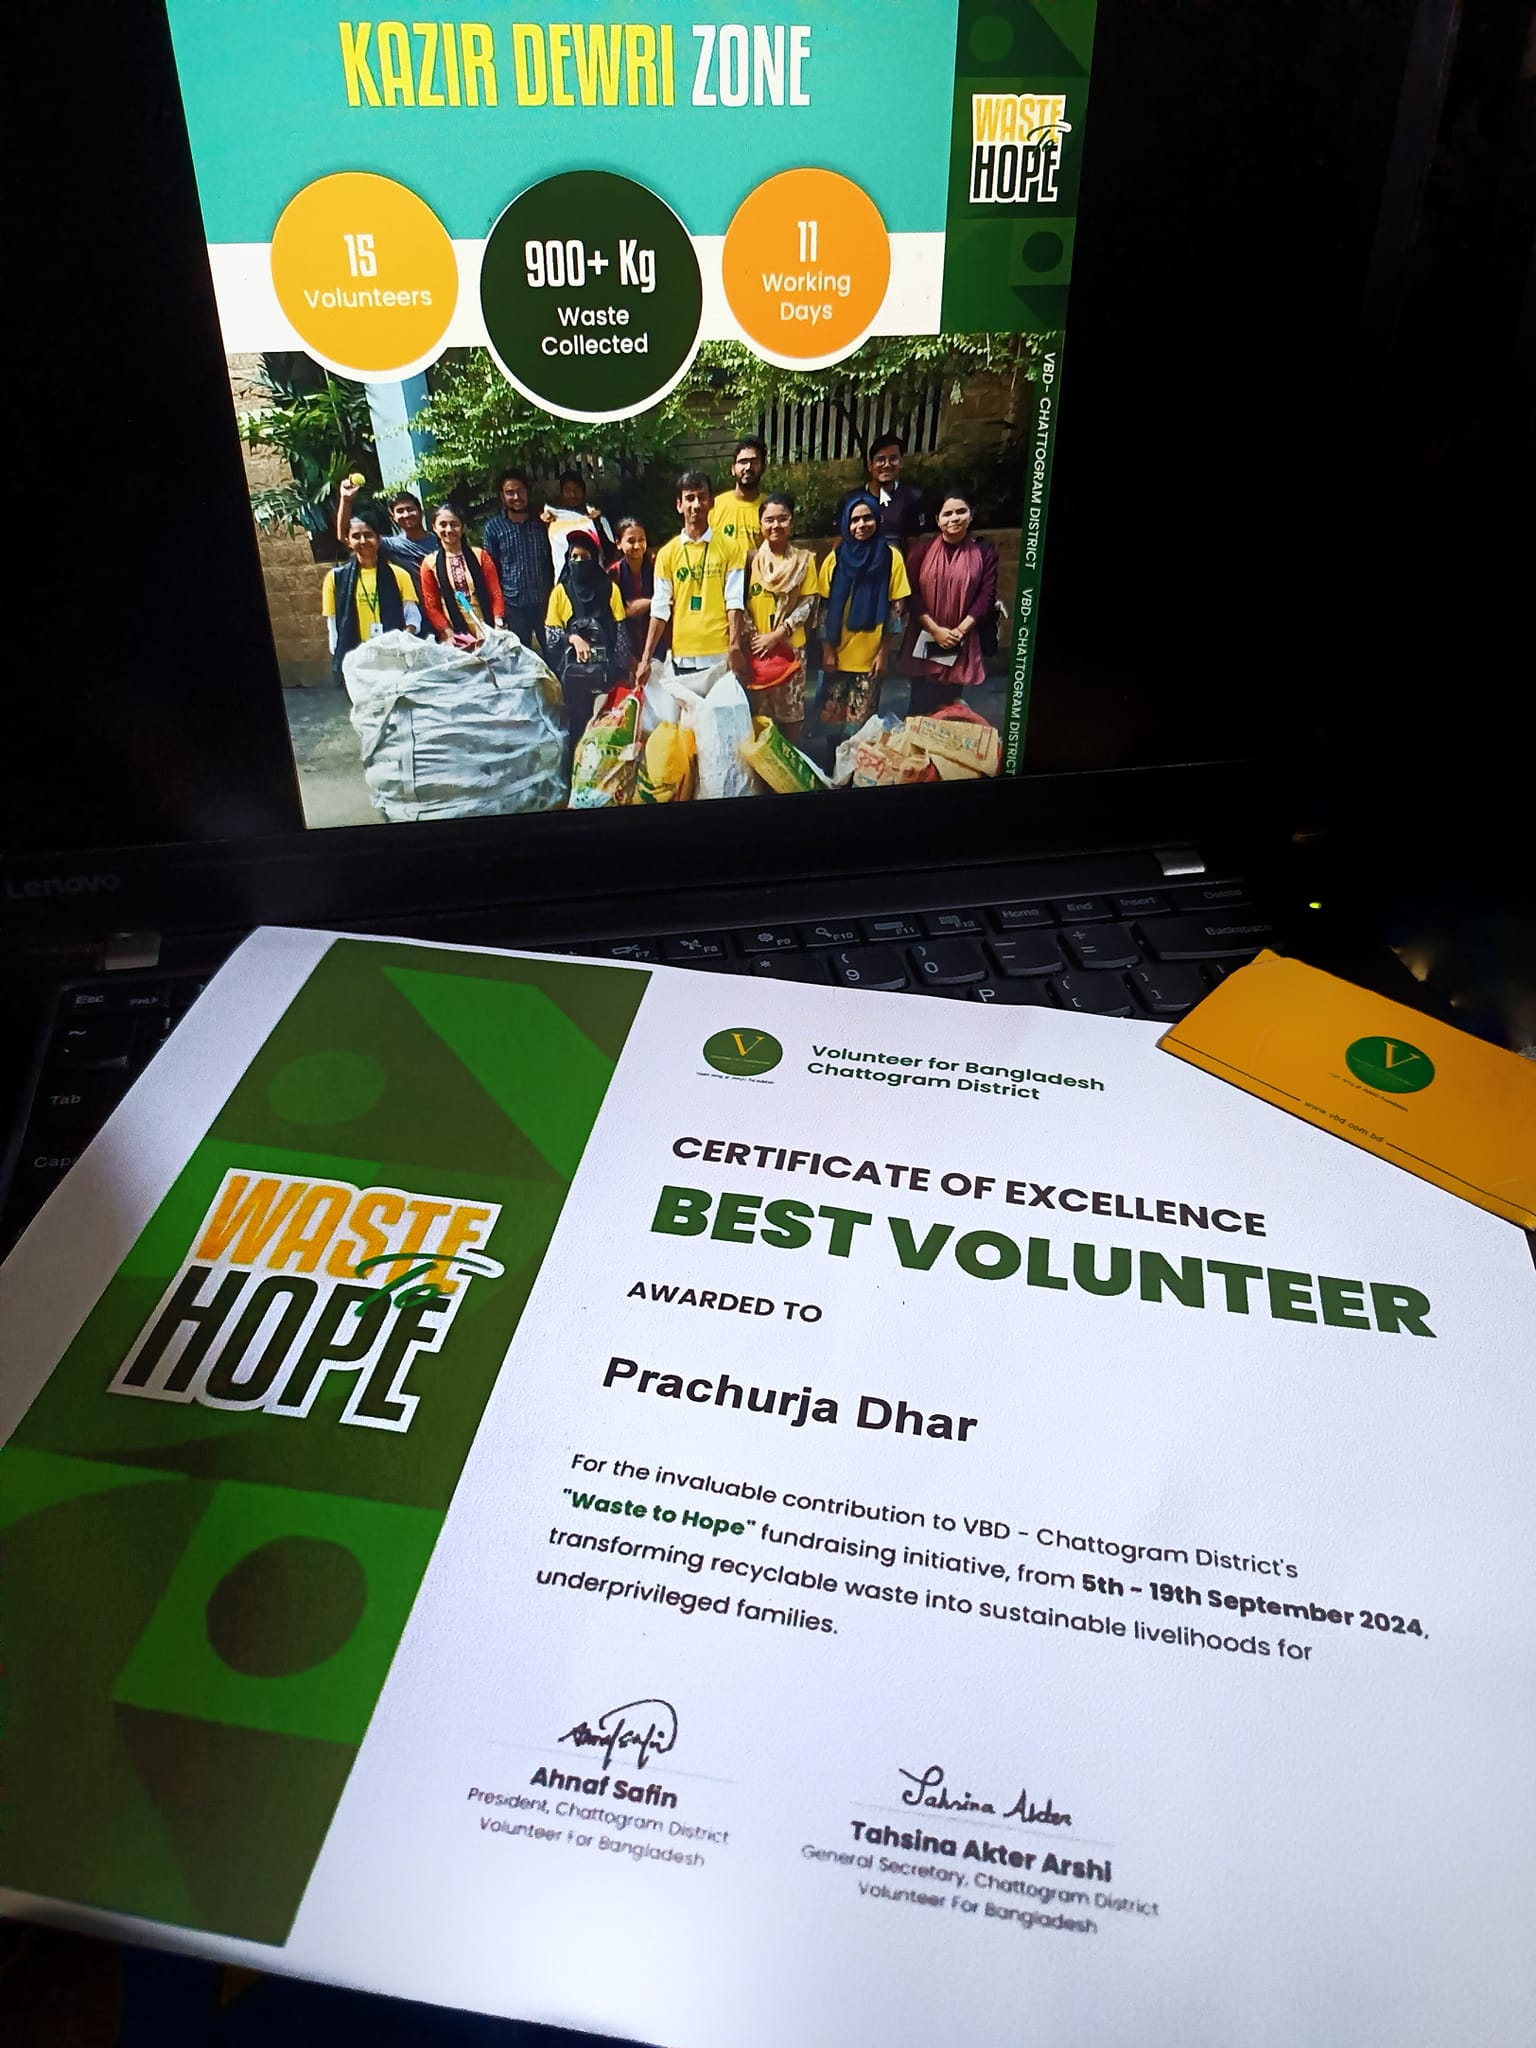 KAZIR DEWRI ZONE
WASTE
To
HOPE
15
Volunteers
900+ Kg
Waste
Collected
11
Working
Days
VBD- CHATTOGRAM DISTRICT VBD- CHATTOGRAM DISTRICT
Lenovo
F7
F8
F9
F10
F11
F12
Home
End
Insert
Delete
Backspace
Esc
FnLk
*
( 9
) 0
—
-
+
=
~
P
{
[
}
]
Tab
Caps
V
Volunteer for Bangladesh
Chattogram District
V
www.vbd.com.bd
CERTIFICATE OF EXCELLENCE
BEST VOLUNTEER
AWARDED TO
Prachurja Dhar
For the invaluable contribution to VBD - Chattogram District's
"Waste to Hope" fundraising initiative, from 5th - 19th September 2024,
transforming recyclable waste into sustainable livelihoods for
underprivileged families.
WASTE
To
HOPE
Ahnaf Safin
President, Chattogram District
Volunteer For Bangladesh
Tahsina Akter
Tahsina Akter Arshi
General Secretary, Chattogram District
Volunteer For Bangladesh